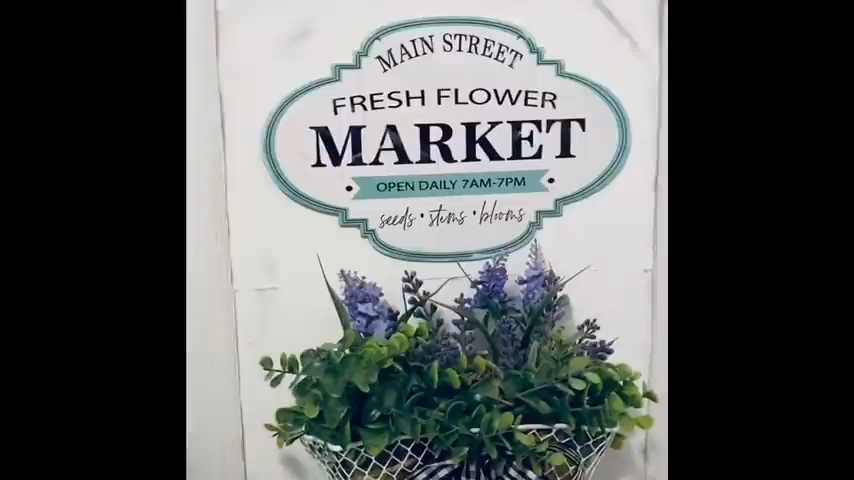 MAIN STREET
FRESH FLOWER
MARKET
OPEN DAILY 7AM-7PM
seeds • stems • blooms